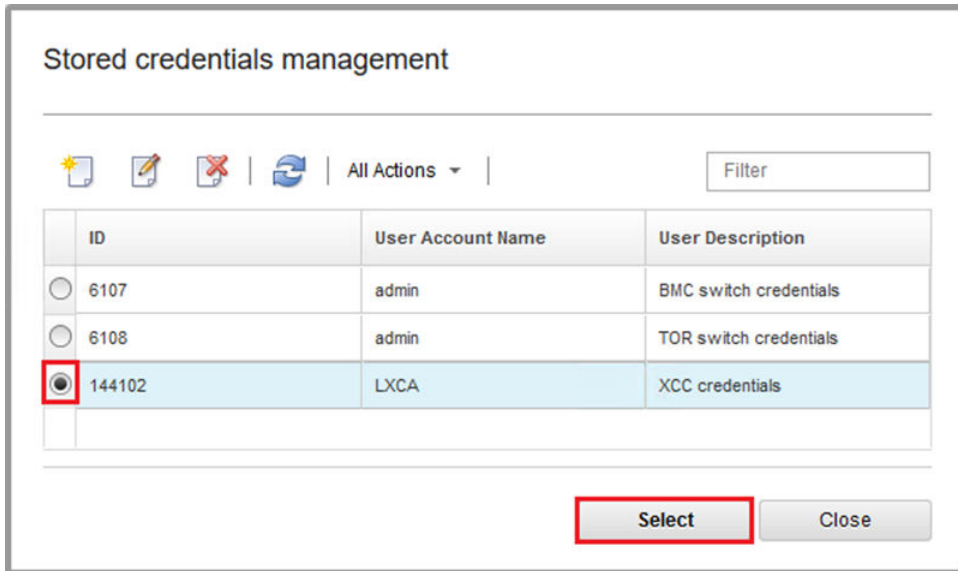 Stored credentials management
All Actions
Filter
ID User Account Name User Description
6107 admin BMC switch credentials
6108 admin TOR switch credentials
144102 LXCA XCC credentials
Select Close